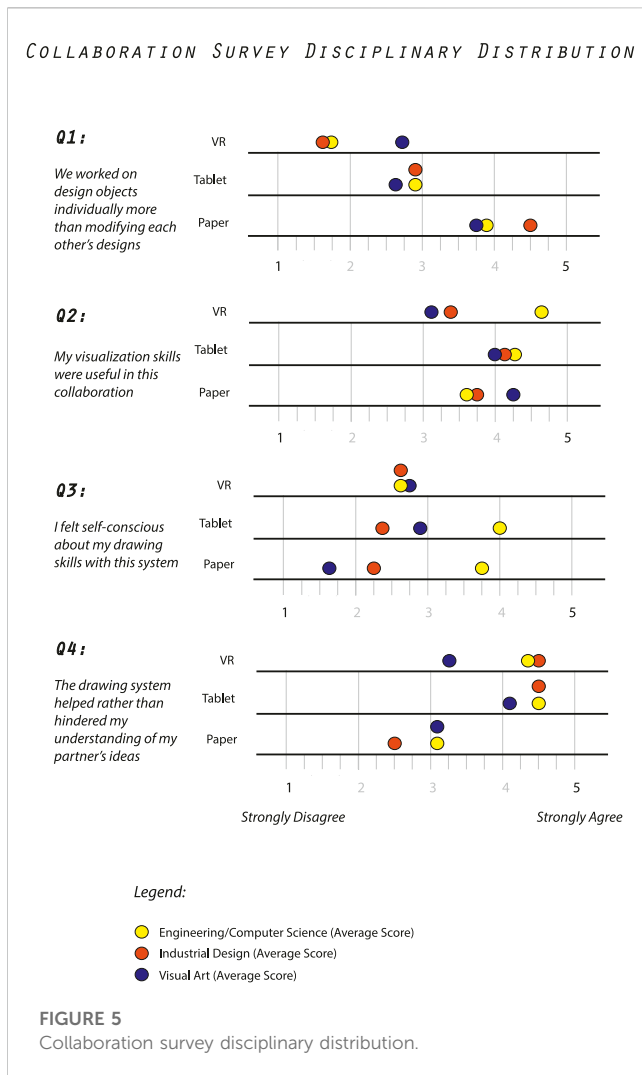 COLLABORATION SURVEY DISCIPLINARY DISTRIBUTION
Q1:
We worked on
design objects
individually more
than modifying each
other's designs
VR
Tablet
Paper
1 2 3 4 5
Q2:
My visualization skills
were useful in this
collaboration
VR
Tablet
Paper
1 2 3 4 5
Q3:
I felt self-conscious
about my drawing
skills with this system
VR
Tablet
Paper
1 2 3 4 5
Q4:
The drawing system
helped rather than
hindered my
understanding of my
partner's ideas
VR
Tablet
Paper
1 2 3 4 5
Strongly Disagree Strongly Agree
Legend:
Engineering/Computer Science (Average Score)
Industrial Design (Average Score)
Visual Art (Average Score)
FIGURE 5
Collaboration survey disciplinary distribution.